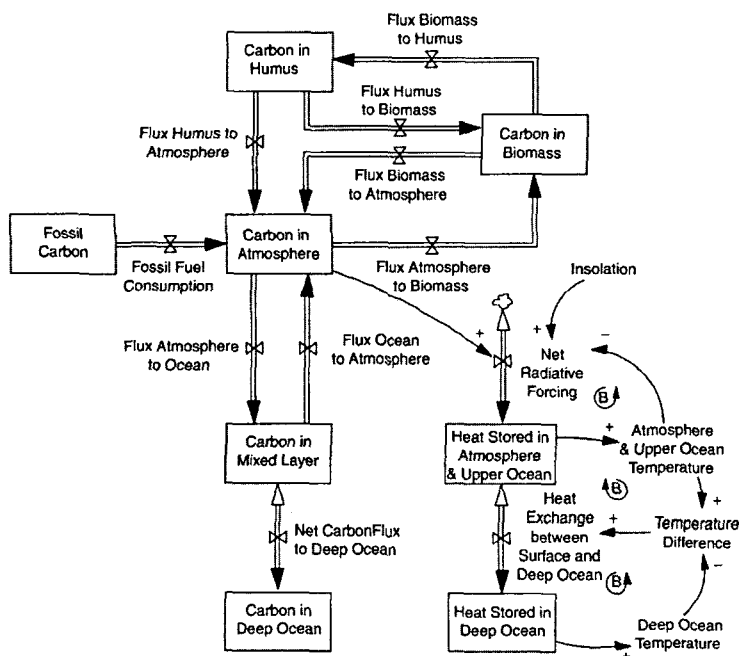 Flux Biomass
to Humus
Carbon in
Humus
Flux Humus
to Biomass
Flux Humus to
Atmosphere
Carbon in
Biomass
Flux Biomass
to Atmosphere
Fossil
Carbon
Carbon in
Atmosphere
Fossil Fuel
Consumption
Flux Atmosphere
to Biomass
Insolation
+
+
−
Net
Radiative
Forcing
B
Flux Atmosphere
to Ocean
Flux Ocean
to Atmosphere
Carbon in
Mixed Layer
Heat Stored in
Atmosphere
& Upper Ocean
+
Atmosphere
& Upper Ocean
Temperature
B
+
Net CarbonFlux
to Deep Ocean
Heat
Exchange
between
Surface and
Deep Ocean
+
Temperature
Difference
−
B
Carbon in
Deep Ocean
Heat Stored in
Deep Ocean
Deep Ocean
Temperature
+